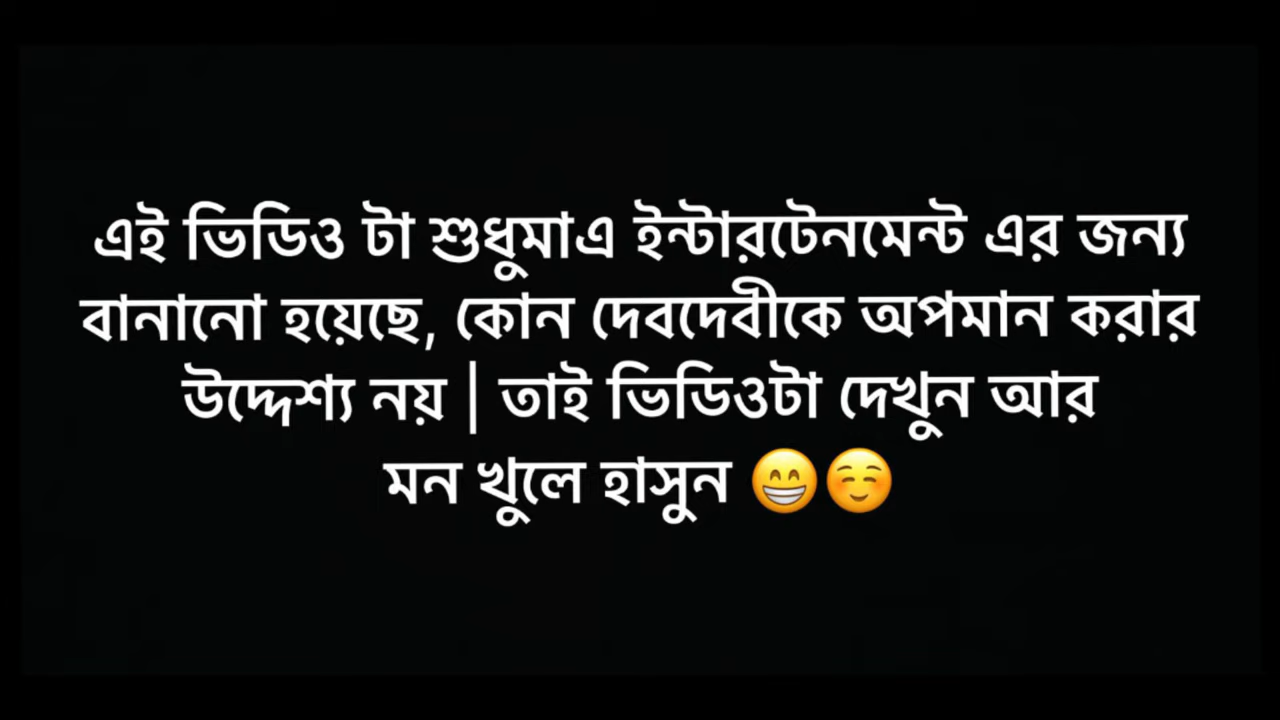 এই ভিডিও টা শুধুমাএ ইন্টারটেনমেন্ট এর জন্য
বানানো হয়েছে, কোন দেবদেবীকে অপমান করার
উদ্দেশ্য নয় | তাই ভিডিওটা দেখুন আর
মন খুলে হাসুন 😁☺️